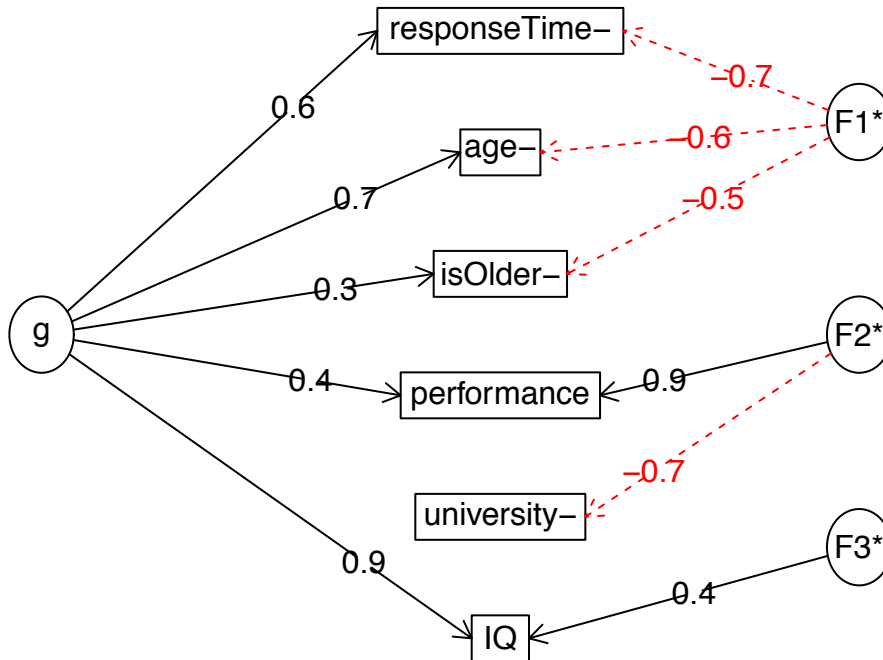 responseTime−
−0.7
F1*
0.6
age−
−0.6
0.7
−0.5
isOlder−
0.3
g
F2*
0.4
performance
0.9
−0.7
university−
F3*
0.9
0.4
IQ